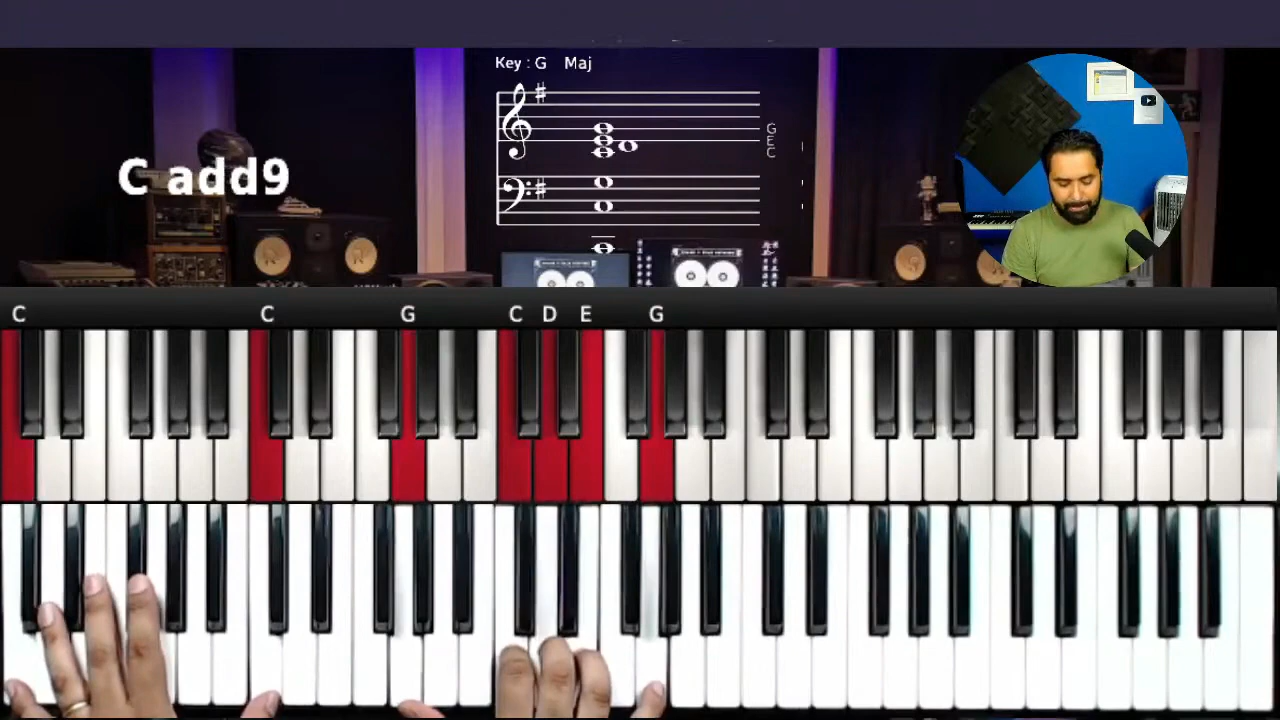 Key : G Maj
G
E
C
C add9
C C G C D E G